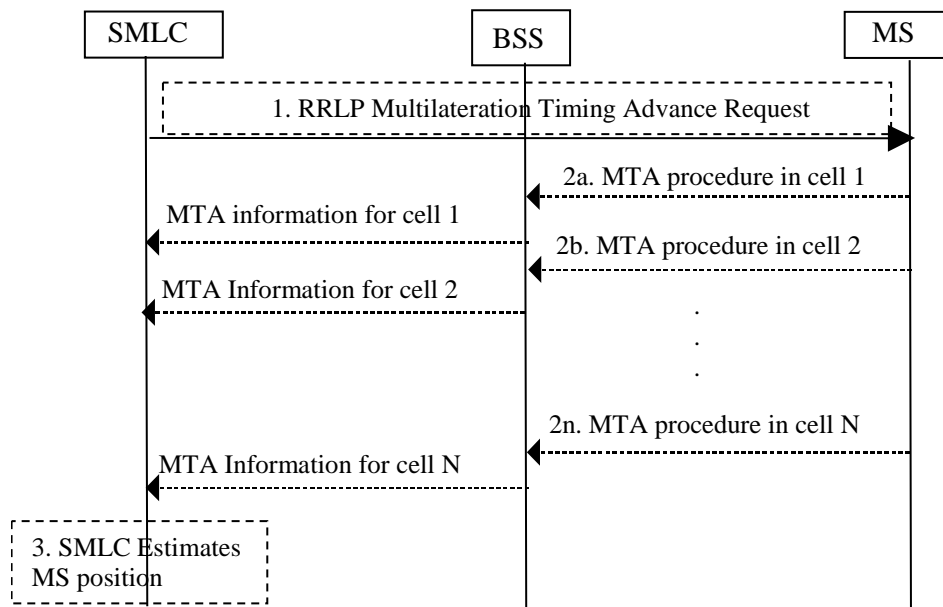 SMLC
BSS
MS
1. RRLP Multilateration Timing Advance Request
2a. MTA procedure in cell 1
MTA information for cell 1
2b. MTA procedure in cell 2
MTA Information for cell 2
.
.
.
2n. MTA procedure in cell N
MTA Information for cell N
3. SMLC Estimates
MS position